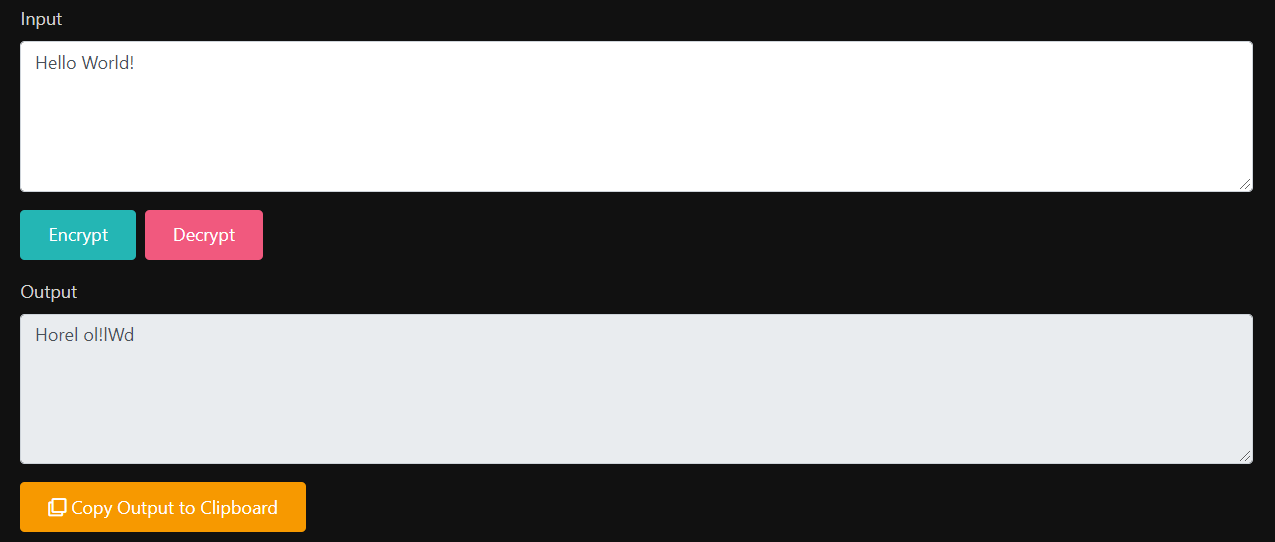 Input
Hello World!
Encrypt
Decrypt
Output
Horel ol!lWd
Copy Output to Clipboard